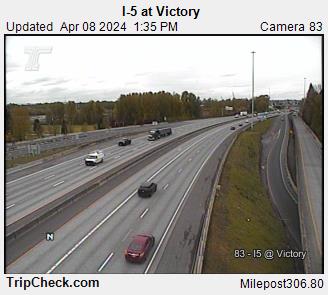 I-5 at Victory
Updated Apr 08 2024 1:35 PM Camera 83
T
N
83 - I5 @ Victory
TripCheck.com Milepost306.80